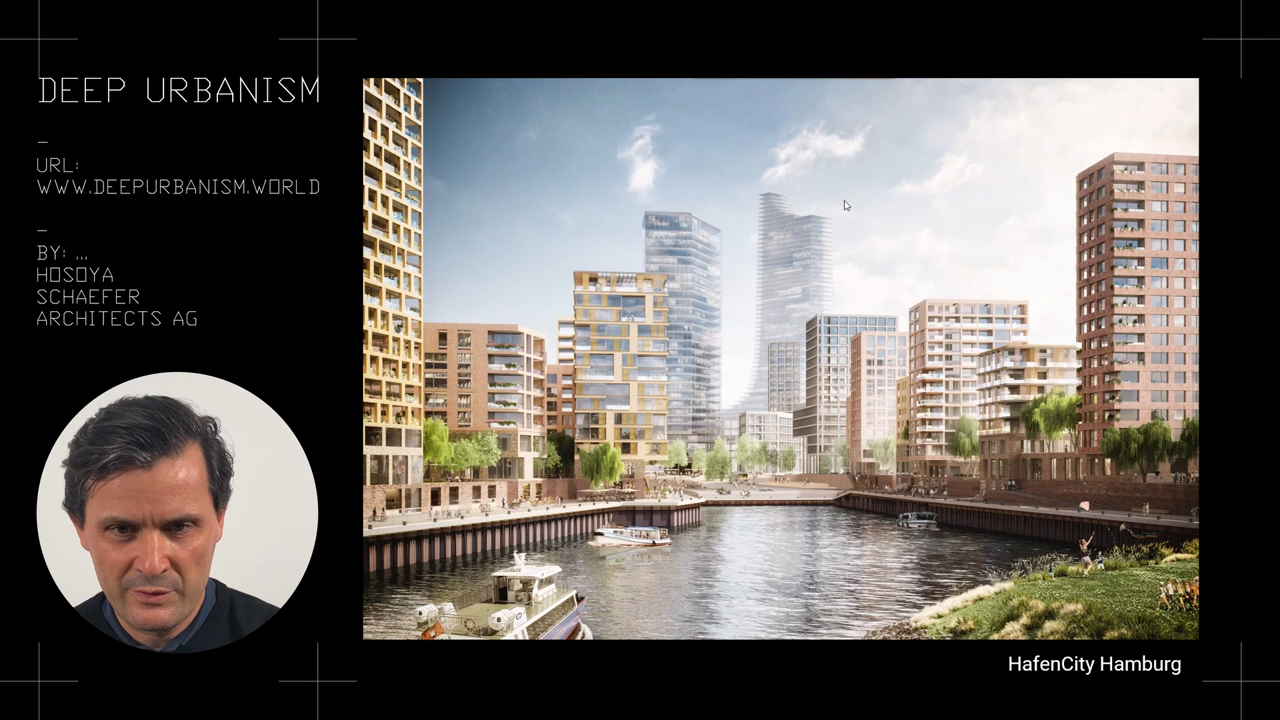 DEEP URBANISM
–
URL:
WWW.DEEPURBANISM.WORLD
–
BY: ...
HOSOYA
SCHAEFER
ARCHITECTS AG
HafenCity Hamburg